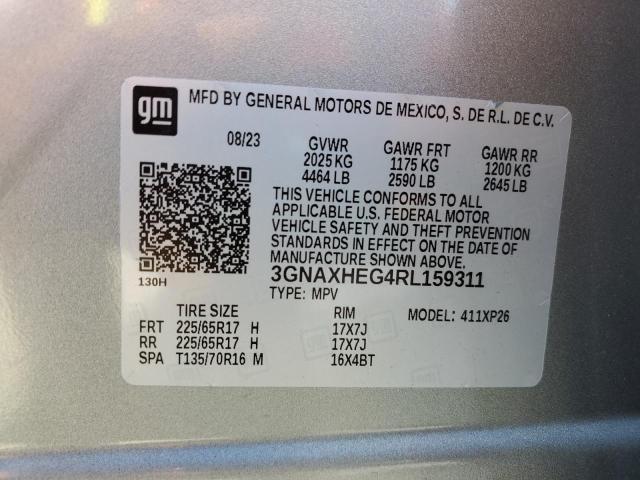 gm
MFD BY GENERAL MOTORS DE MEXICO, S. DE R.L. DE C.V.
08/23 GVWR GAWR FRT GAWR RR
2025 KG 1175 KG 1200 KG
4464 LB 2590 LB 2645 LB
THIS VEHICLE CONFORMS TO ALL
APPLICABLE U.S. FEDERAL MOTOR
VEHICLE SAFETY AND THEFT PREVENTION
STANDARDS IN EFFECT ON THE DATE OF
MANUFACTURE SHOWN ABOVE.
3GNAXHEG4RL159311
130H
TYPE: MPV
TIRE SIZE RIM MODEL: 411XP26
FRT 225/65R17 H 17X7J
RR 225/65R17 H 17X7J
SPA T135/70R16 M 16X4BT